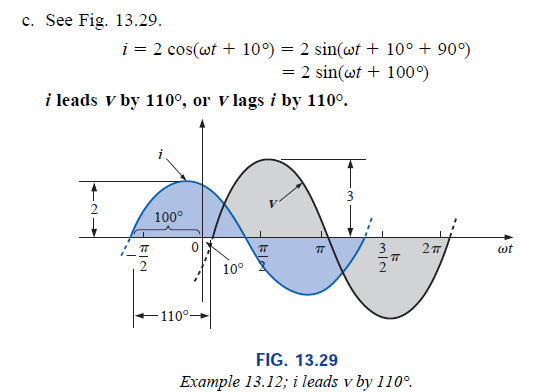 c. See Fig. 13.29.
i = 2 cos(ωt + 10°) = 2 sin(ωt + 10° + 90°)
= 2 sin(ωt + 100°)
i leads v by 110°, or v lags i by 110°.
i
2
100°
v
3
π/2
0
10°
π/2
π
3/2 π
2π
ωt
110°
FIG. 13.29
Example 13.12; i leads v by 110°.